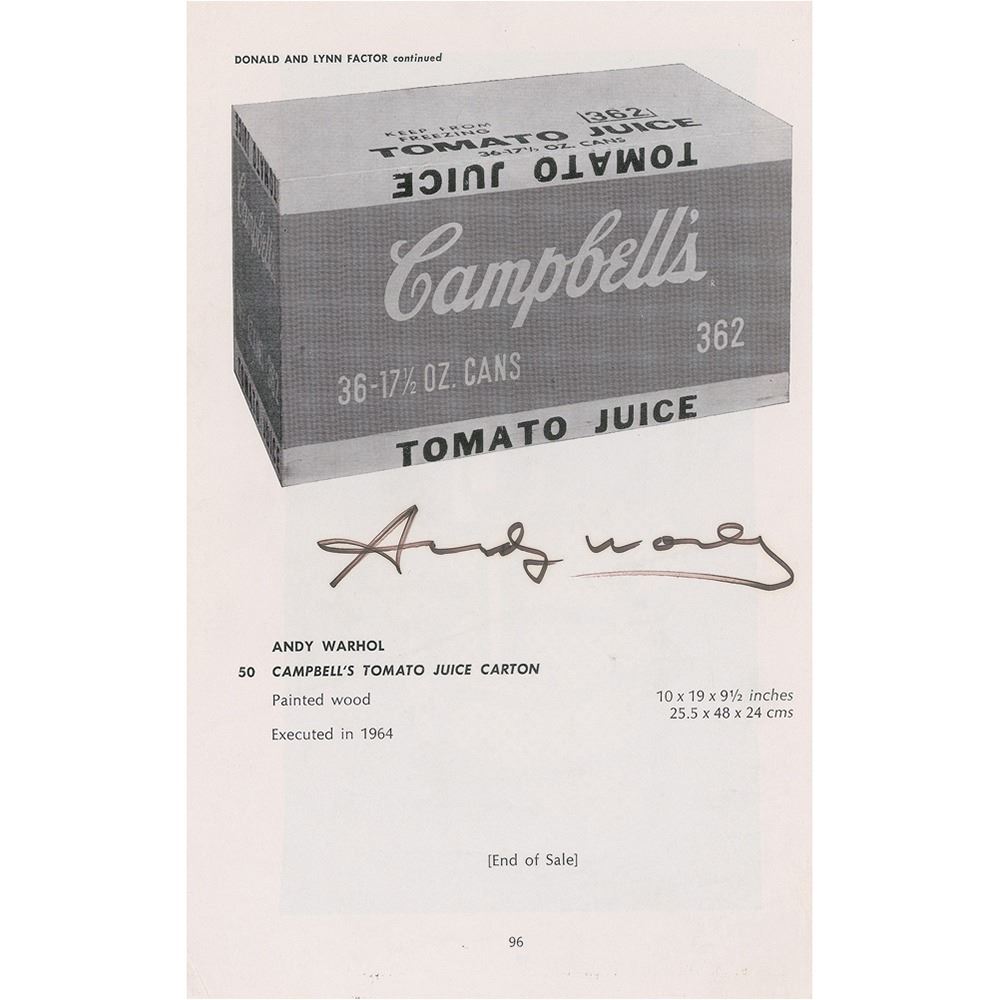 DONALD AND LYNN FACTOR continued
362
KEEP FROM
FREEZING
TOMATO JUICE
36-17½ OZ. CANS
TOMATO JUICE
Campbell's
36-17½ OZ. CANS
362
TOMATO JUICE
Campbell's
Andy Warhol
ANDY WARHOL
50 CAMPBELL'S TOMATO JUICE CARTON
Painted wood
10 x 19 x 9½ inches
25.5 x 48 x 24 cms
Executed in 1964
[End of Sale]
96